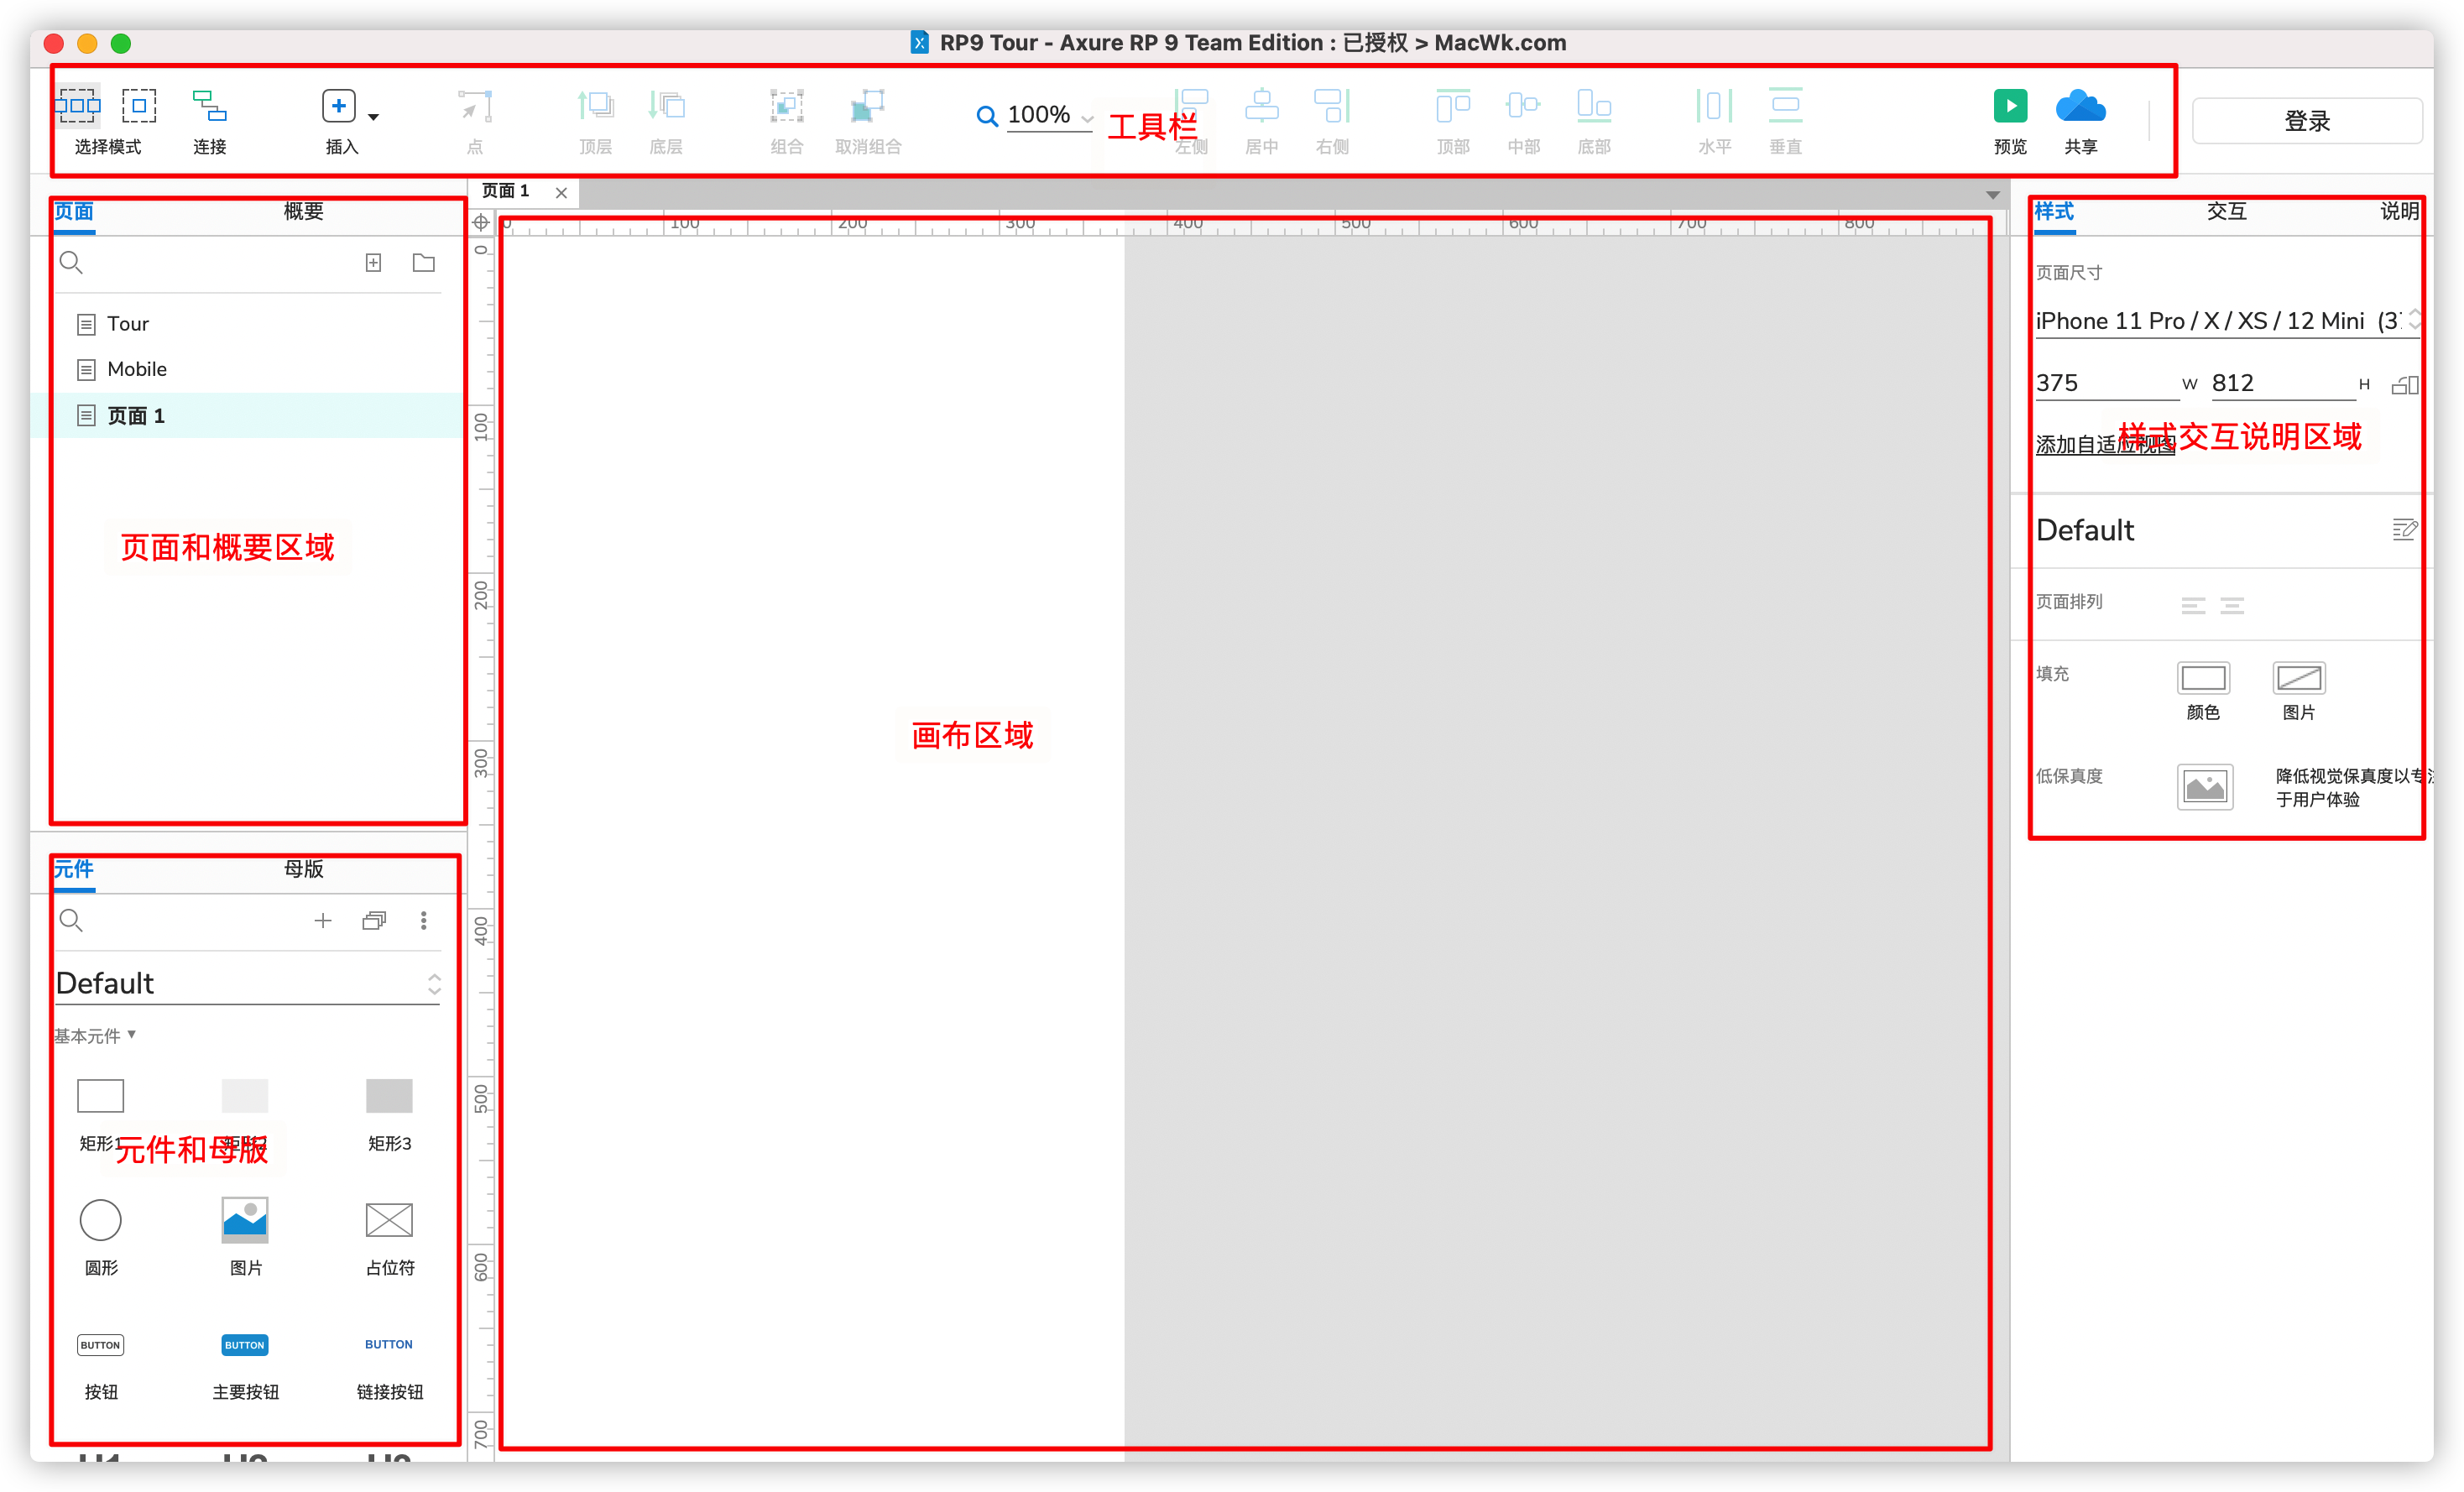 RP9 Tour - Axure RP 9 Team Edition : 已授权 > MacWk.com
选择模式
连接
插入
点
顶层
底层
组合
取消组合
100%
工具栏
左侧
居中
右侧
顶部
中部
底部
水平
垂直
预览
共享
登录
页面
概要
Tour
Mobile
页面 1
页面和概要区域
元件
母版
Default
基本元件
矩形1
矩形3
元件和母版
圆形
图片
占位符
BUTTON
BUTTON
BUTTON
按钮
主要按钮
链接按钮
页面 1
0 100 200 300 400 500 600 700 800
0
100
200
300
400
500
600
700
画布区域
样式
交互
说明
页面尺寸
iPhone 11 Pro / X / XS / 12 Mini (37
375 W 812 H
添加自适应视图
样式交互说明区域
Default
页面排列
填充
颜色
图片
低保真度
降低视觉保真度以专注
于用户体验